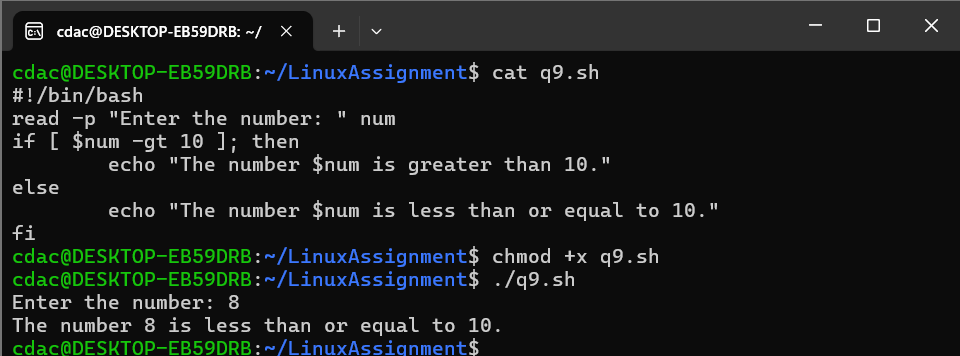 cdac@DESKTOP-EB59DRB: ~/
cdac@DESKTOP-EB59DRB:~/LinuxAssignment$ cat q9.sh
#!/bin/bash
read -p "Enter the number: " num
if [ $num -gt 10 ]; then
        echo "The number $num is greater than 10."
else
        echo "The number $num is less than or equal to 10."
fi
cdac@DESKTOP-EB59DRB:~/LinuxAssignment$ chmod +x q9.sh
cdac@DESKTOP-EB59DRB:~/LinuxAssignment$ ./q9.sh
Enter the number: 8
The number 8 is less than or equal to 10.
cdac@DESKTOP-EB59DRB:~/LinuxAssignment$